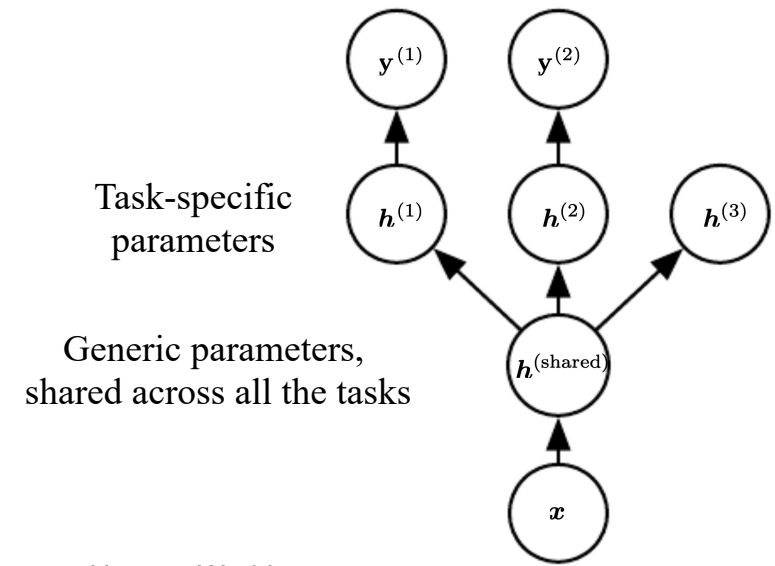 y(1) y(2)
Task-specific
parameters
h(1) h(2) h(3)
Generic parameters,
shared across all the tasks
h(shared)
x